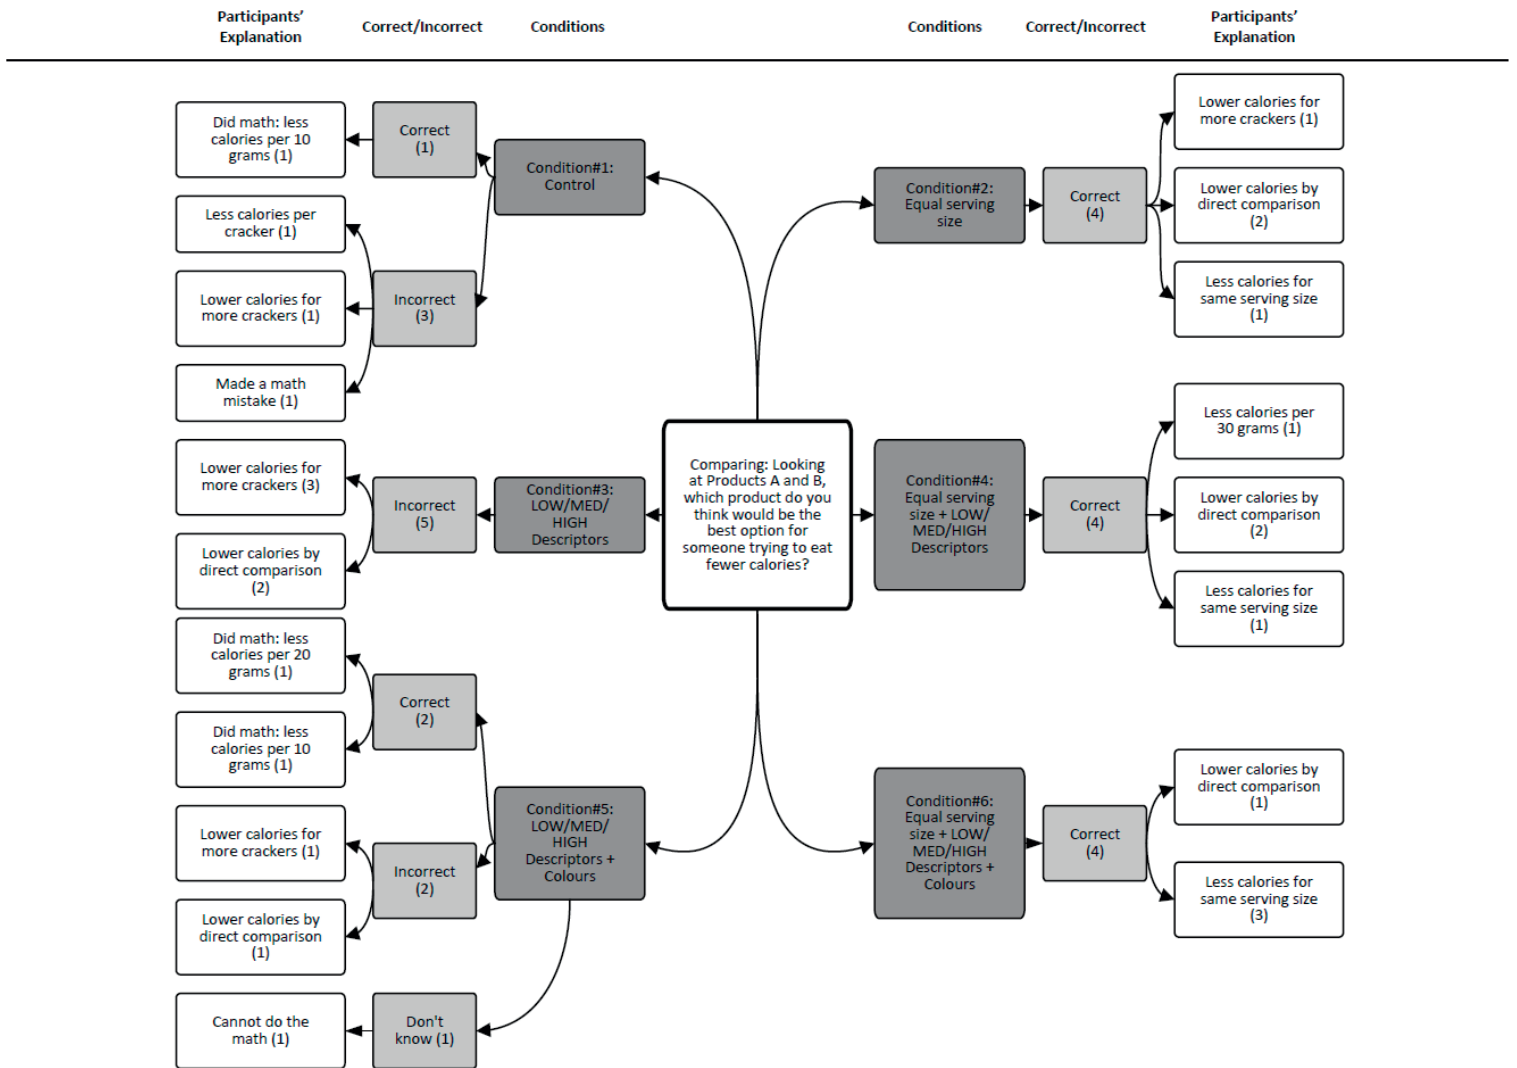 Participants’
Explanation
Correct/Incorrect
Conditions
Conditions
Correct/Incorrect
Participants’
Explanation
Did math: less
calories per 10
grams (1)
Correct
(1)
Condition#1:
Control
Less calories per
cracker (1)
Lower calories for
more crackers (1)
Made a math
mistake (1)
Incorrect
(3)
Lower calories for
more crackers (3)
Lower calories by
direct comparison
(2)
Incorrect
(5)
Condition#3:
LOW/MED/
HIGH
Descriptors
Did math: less
calories per 20
grams (1)
Did math: less
calories per 10
grams (1)
Correct
(2)
Lower calories for
more crackers (1)
Lower calories by
direct comparison
(1)
Incorrect
(2)
Condition#5:
LOW/MED/
HIGH
Descriptors +
Colours
Cannot do the
math (1)
Don't
know (1)
Comparing: Looking
at Products A and B,
which product do you
think would be the
best option for
someone trying to eat
fewer calories?
Condition#2:
Equal serving
size
Correct
(4)
Lower calories for
more crackers (1)
Lower calories by
direct comparison
(2)
Less calories for
same serving size
(1)
Condition#4:
Equal serving
size + LOW/
MED/HIGH
Descriptors
Correct
(4)
Less calories per
30 grams (1)
Lower calories by
direct comparison
(2)
Less calories for
same serving size
(1)
Condition#6:
Equal serving
size + LOW/
MED/HIGH
Descriptors +
Colours
Correct
(4)
Lower calories by
direct comparison
(1)
Less calories for
same serving size
(3)